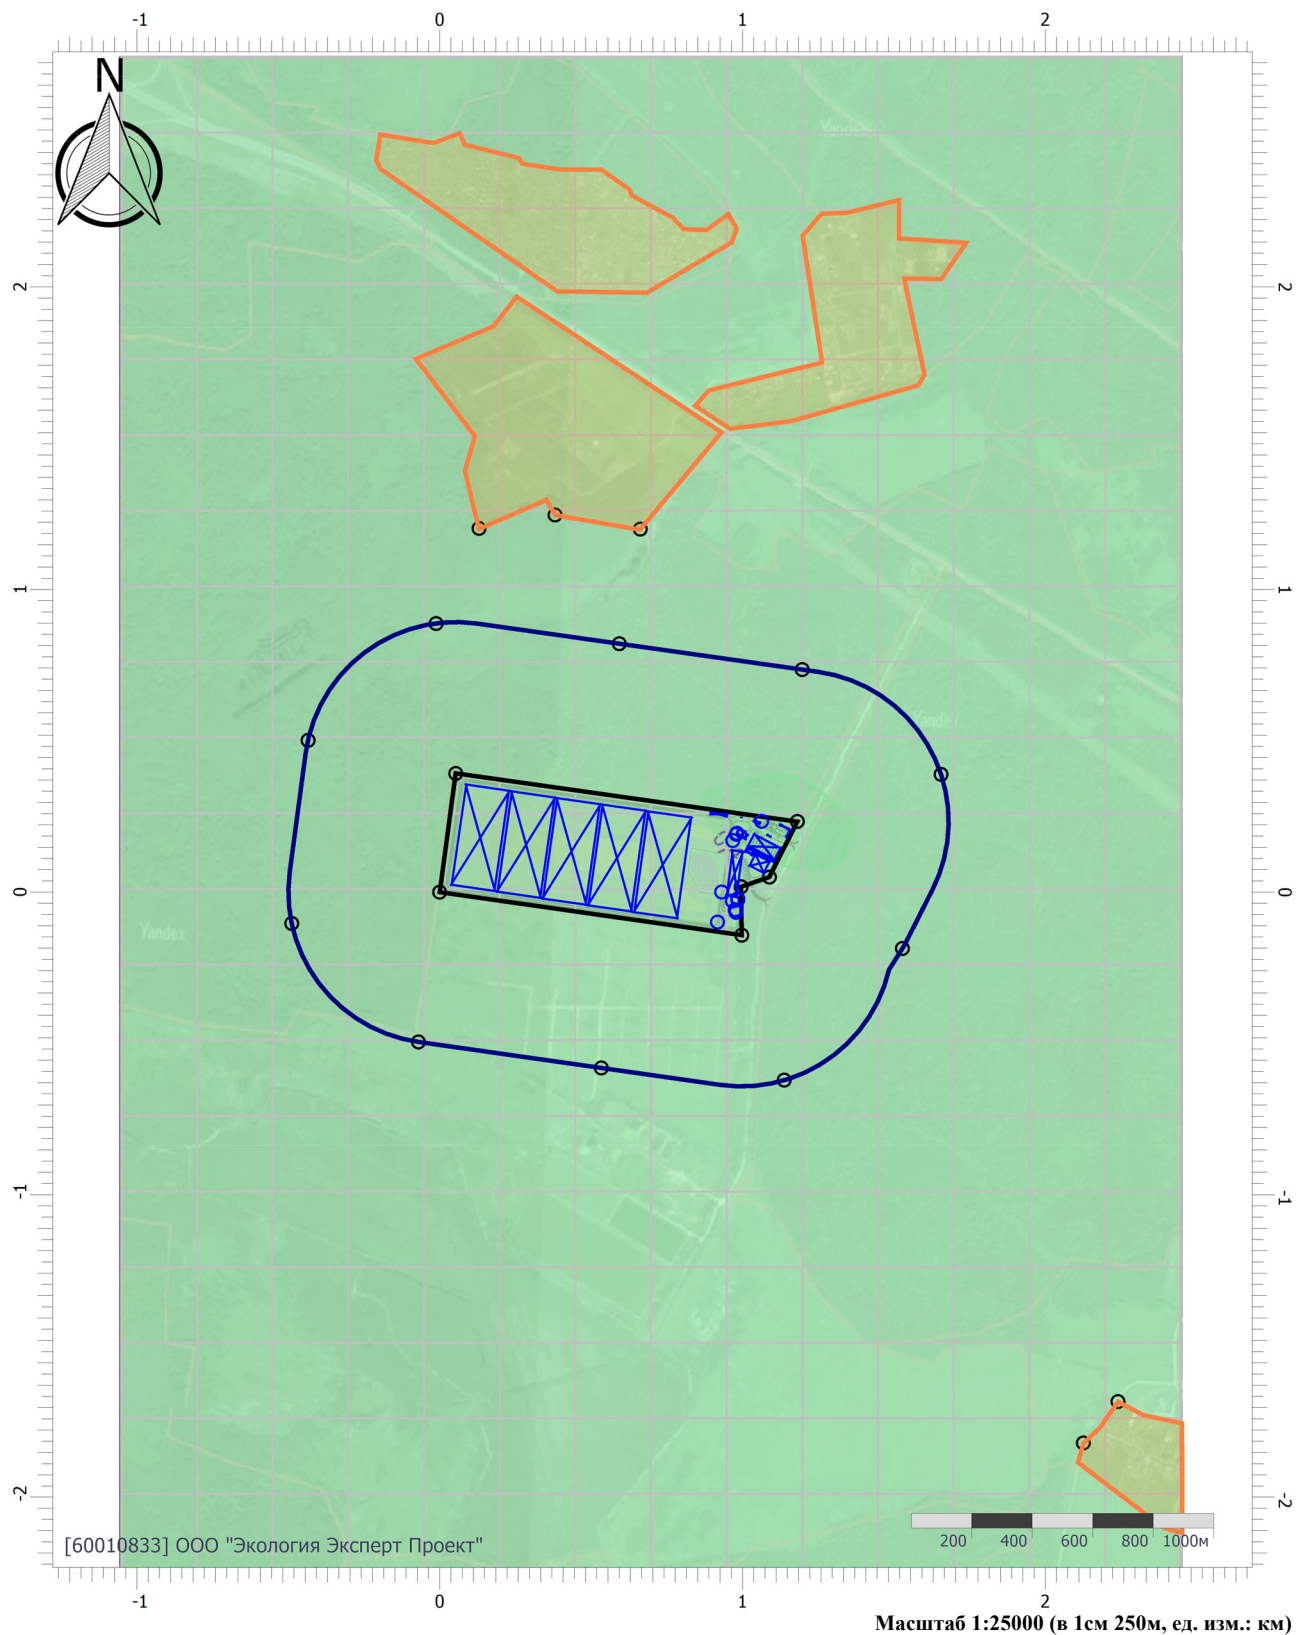 -1 0 1 2
N
Yandex
2 2
1 1
Yandex
0 0
Yandex
-1 -1
-2 -2
200 400 600 800 1000м
[60010833] ООО "Экология Эксперт Проект"
-1 0 1 2
Масштаб 1:25000 (в 1см 250м, ед. изм.: км)